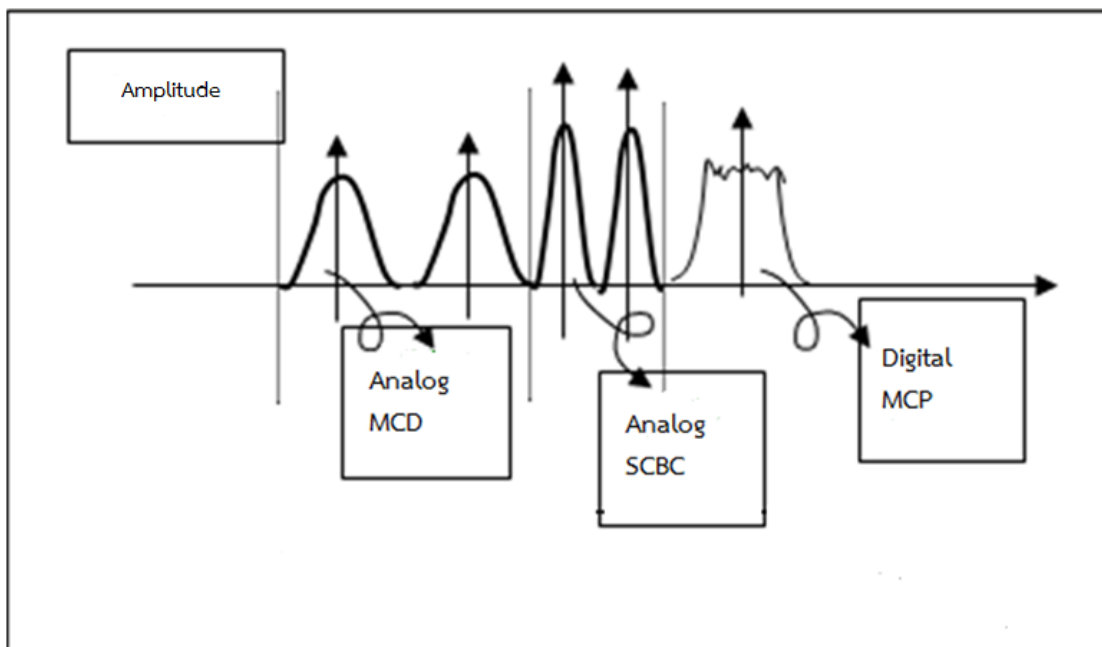 Amplitude
Analog
MCD
Analog
SCBC
Digital
MCP